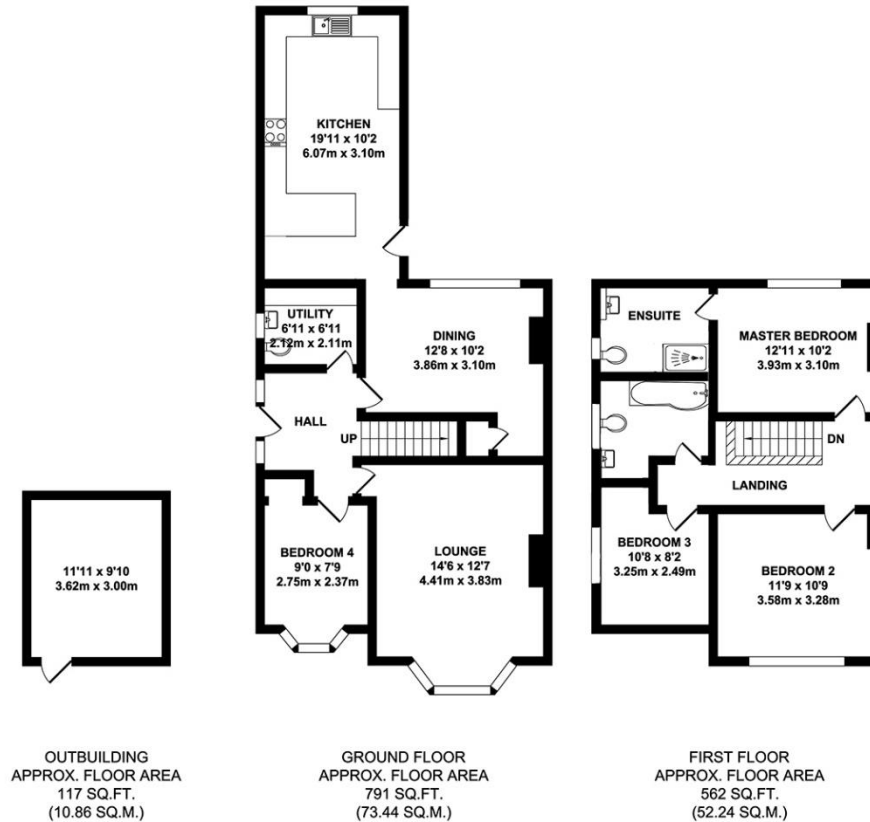 KITCHEN
19'11 x 10'2
6.07m x 3.10m
UTILITY
6'11 x 6'11
2.12m x 2.11m
DINING
12'8 x 10'2
3.86m x 3.10m
HALL
UP
BEDROOM 4
9'0 x 7'9
2.75m x 2.37m
LOUNGE
14'6 x 12'7
4.41m x 3.83m
ENSUITE
MASTER BEDROOM
12'11 x 10'2
3.93m x 3.10m
DN
LANDING
BEDROOM 3
10'8 x 8'2
3.25m x 2.49m
BEDROOM 2
11'9 x 10'9
3.58m x 3.28m
11'11 x 9'10
3.62m x 3.00m
OUTBUILDING
APPROX. FLOOR AREA
117 SQ.FT.
(10.86 SQ.M.)
GROUND FLOOR
APPROX. FLOOR AREA
791 SQ.FT.
(73.44 SQ.M.)
FIRST FLOOR
APPROX. FLOOR AREA
562 SQ.FT.
(52.24 SQ.M.)